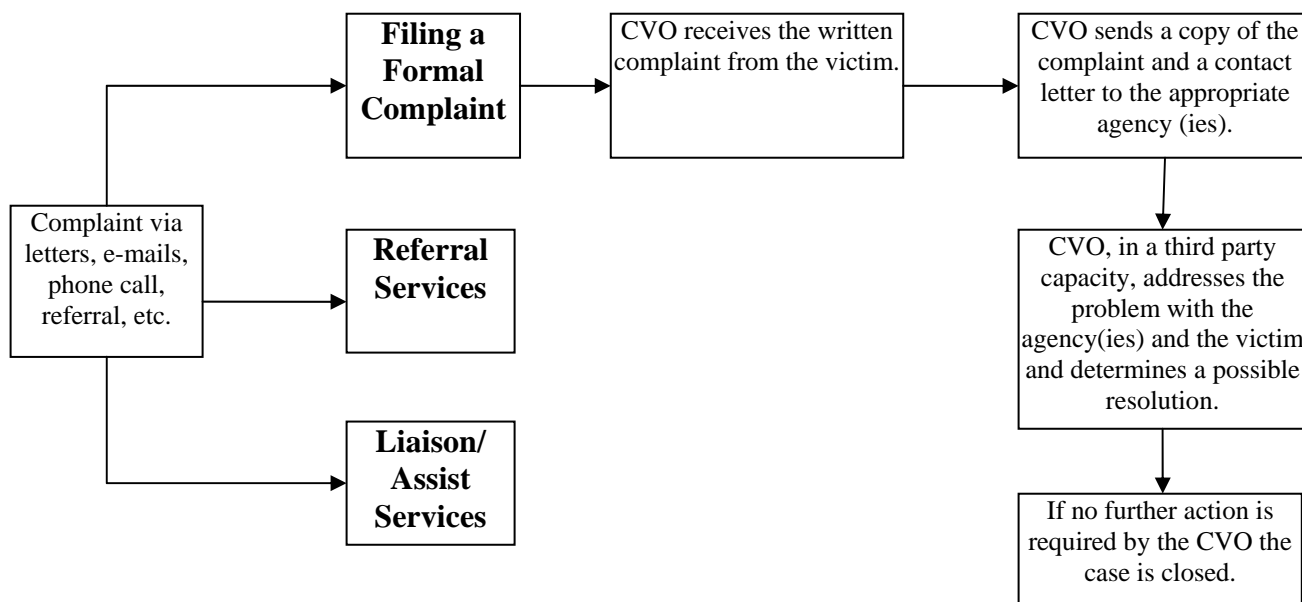 Filing a
Formal
Complaint
CVO receives the written
complaint from the victim.
CVO sends a copy of the
complaint and a contact
letter to the appropriate
agency (ies).
Complaint via
letters, e-mails,
phone call,
referral, etc.
Referral
Services
CVO, in a third party
capacity, addresses the
problem with the
agency(ies) and the victim
and determines a possible
resolution.
Liaison/
Assist
Services
If no further action is
required by the CVO the
case is closed.